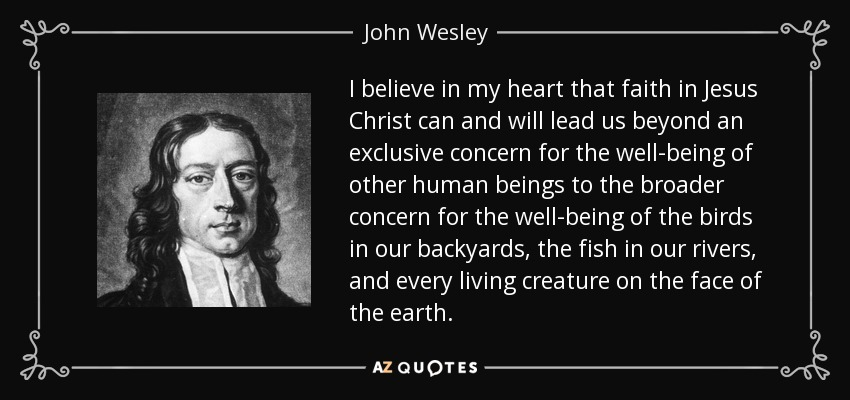 John Wesley
I believe in my heart that faith in Jesus
Christ can and will lead us beyond an
exclusive concern for the well-being of
other human beings to the broader
concern for the well-being of the birds
in our backyards, the fish in our rivers,
and every living creature on the face of
the earth.
AZ QUOTES